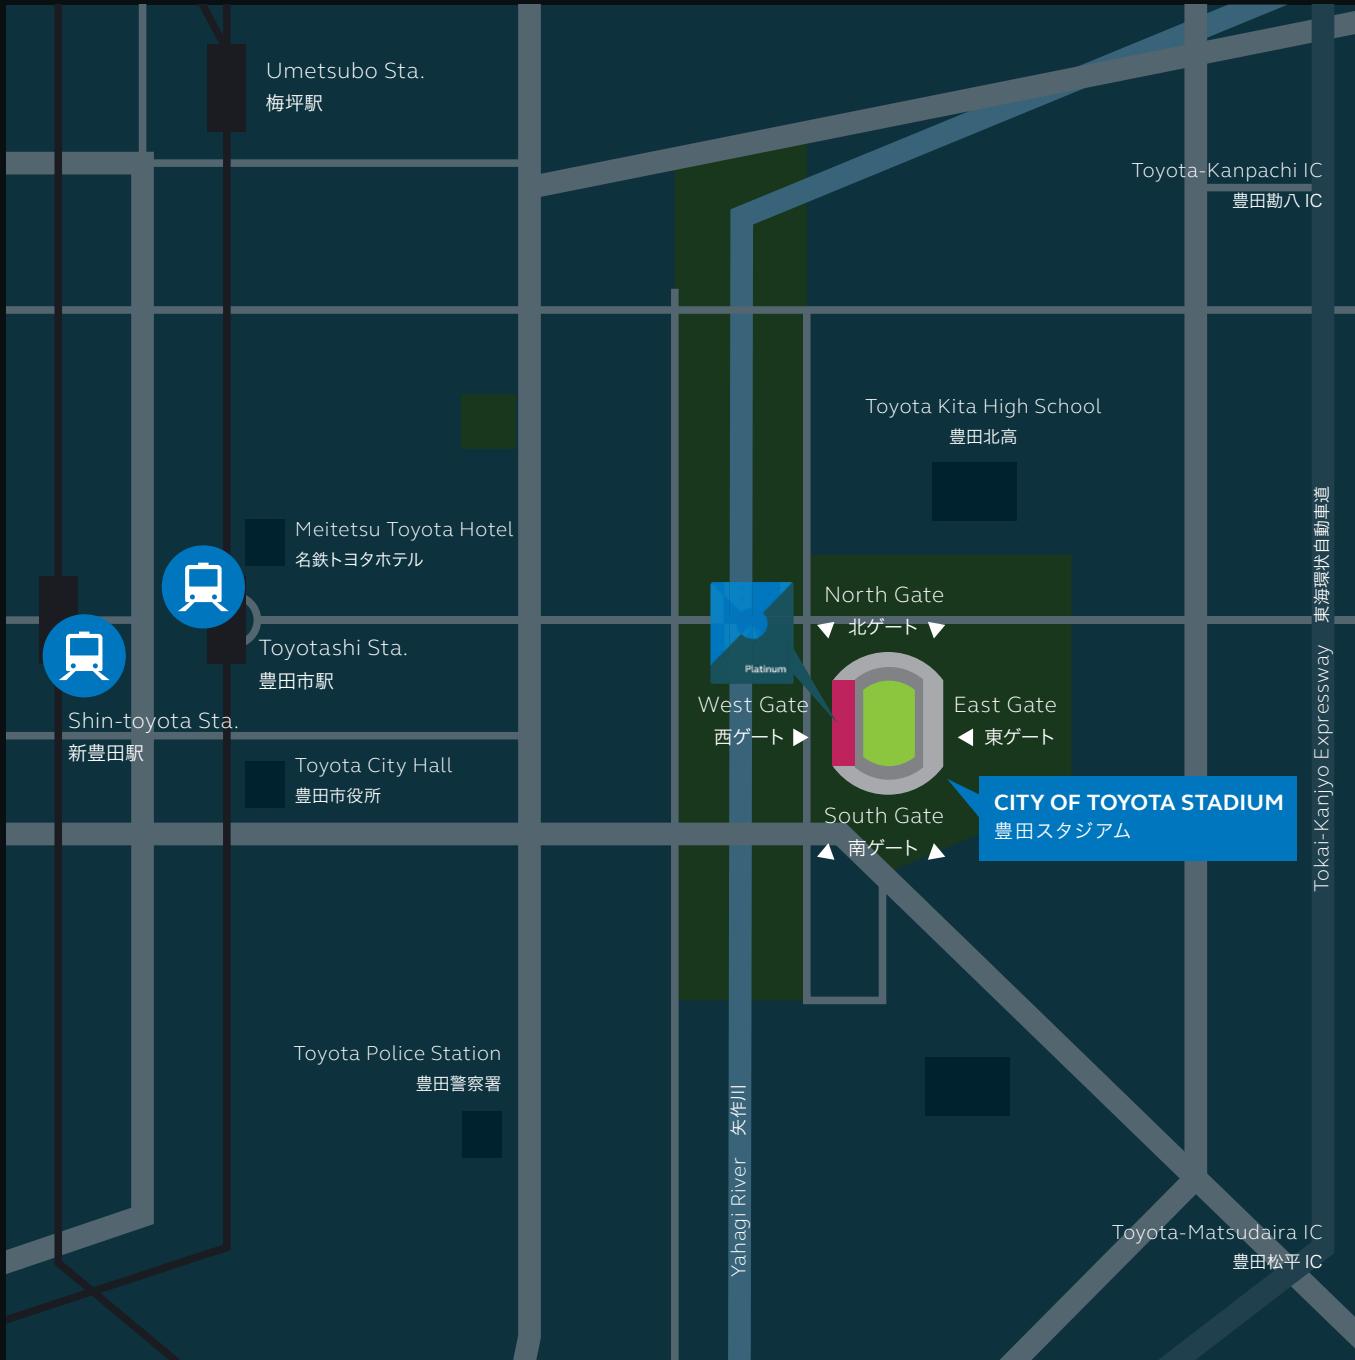 Umetsubo Sta.
梅坪駅
Toyota-Kanpachi IC
豊田勘八 IC
Toyota Kita High School
豊田北高
Meitetsu Toyota Hotel
名鉄トヨタホテル
North Gate
北ゲート
Toyotashi Sta.
豊田市駅
Platinum
West Gate
西ゲート
East Gate
東ゲート
Shin-toyota Sta.
新豊田駅
Toyota City Hall
豊田市役所
CITY OF TOYOTA STADIUM
豊田スタジアム
South Gate
南ゲート
Tokai-Kanjyo Expressway 東海環状自動車道
Toyota Police Station
豊田警察署
Yahagi River 矢作川
Toyota-Matsudaira IC
豊田松平 IC